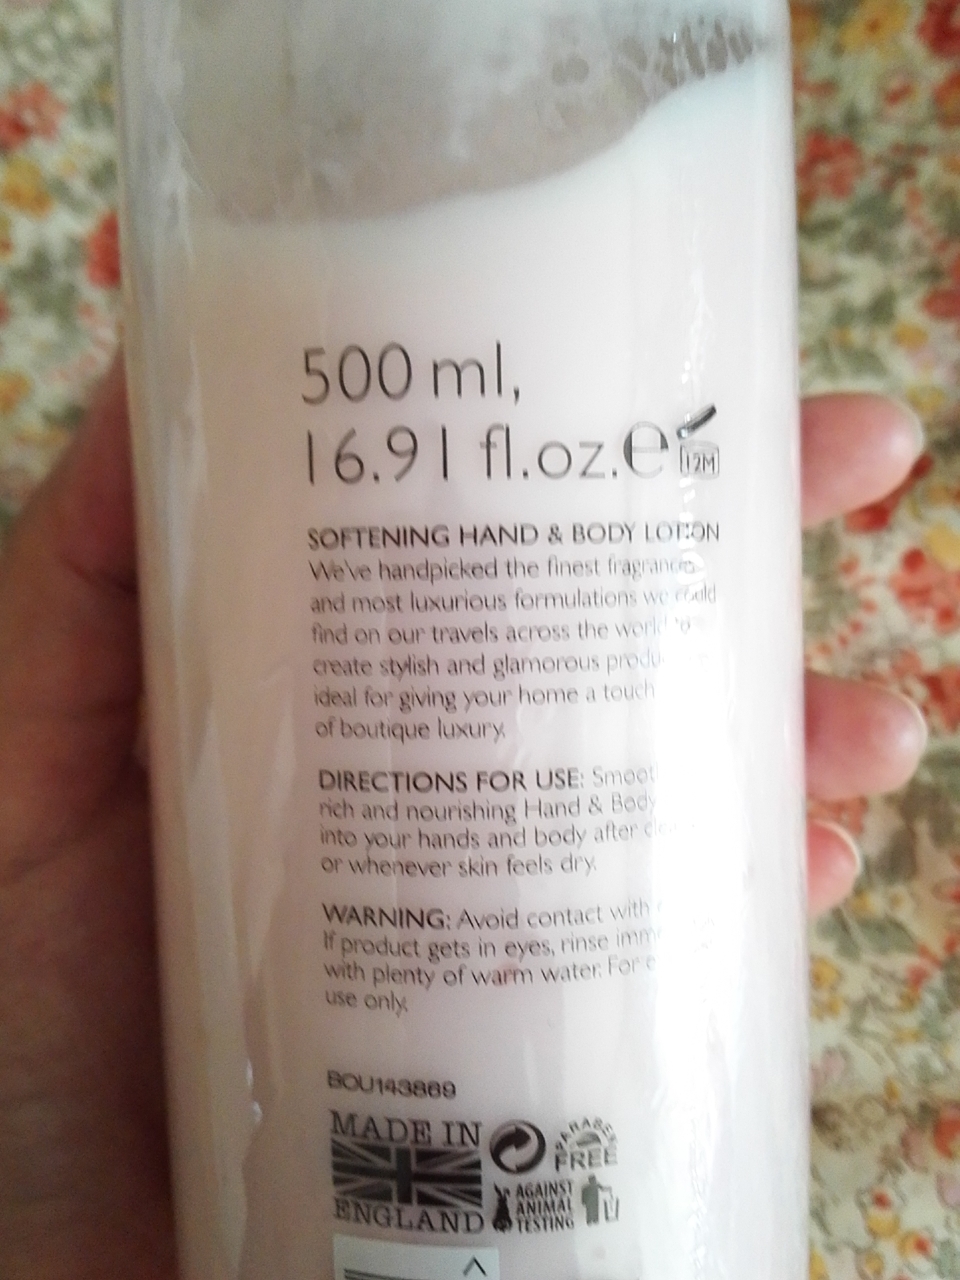 500 ml,
16.91 fl.oz.e 12M
SOFTENING HAND & BODY LOTION
We've handpicked the finest fragrances
and most luxurious formulations we could
find on our travels across the world to
create stylish and glamorous
ideal for giving your home a touch
of boutique luxury.
DIRECTIONS FOR USE:
rich and nourishing Hand & Body
into your hands and body after
or whenever skin feels dry.
WARNING: Avoid contact with
If product gets in eyes, rinse
with plenty of warm water. For
use only.
BOU143869
MADE IN
ENGLAND
PARABEN
FREE
AGAINST
ANIMAL
TESTING